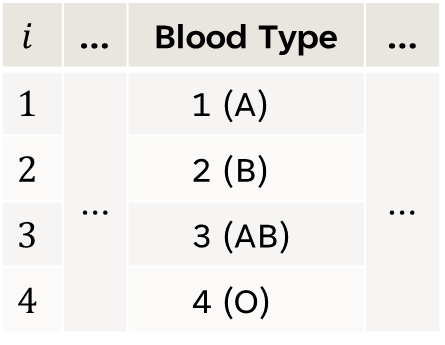 i ... Blood Type ...
1 1 (A)
2 2 (B)
... ...
3 3 (AB)
4 4 (O)